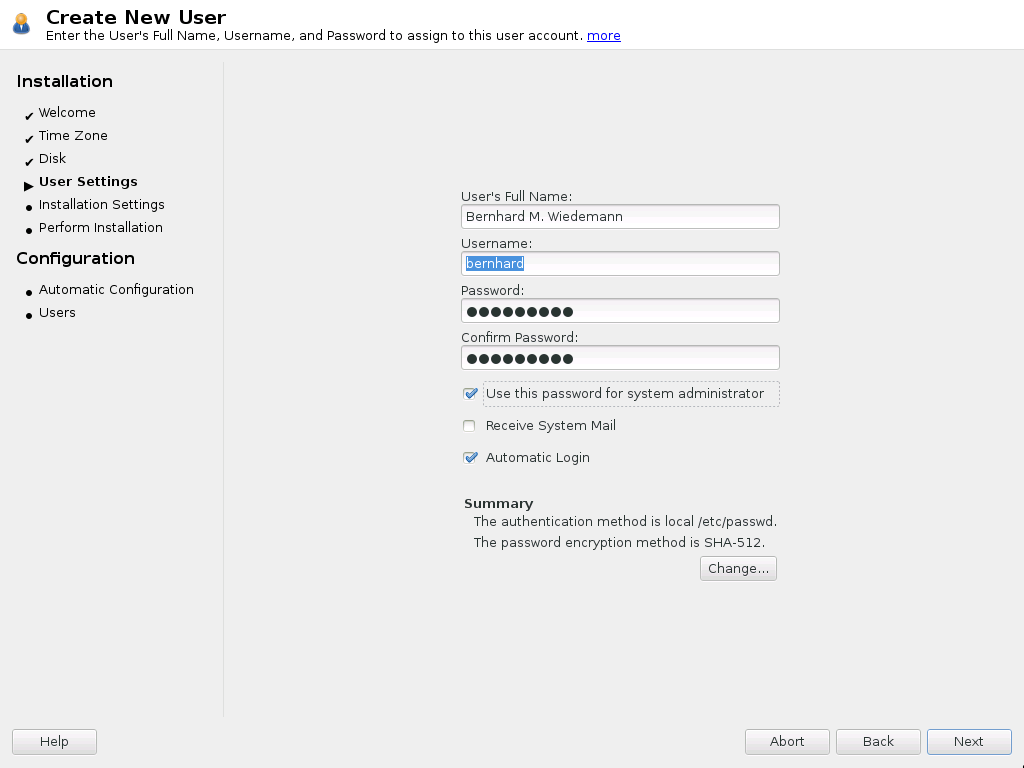 Create New User
Enter the User's Full Name, Username, and Password to assign to this user account. more
Installation
Welcome
Time Zone
Disk
User Settings
Installation Settings
Perform Installation
Configuration
Automatic Configuration
Users
User's Full Name:
Bernhard M. Wiedemann
Username:
bernhard
Password:
●●●●●●●●●
Confirm Password:
●●●●●●●●●
Use this password for system administrator
Receive System Mail
Automatic Login
Summary
The authentication method is local /etc/passwd.
The password encryption method is SHA-512.
Change...
Help
Abort
Back
Next